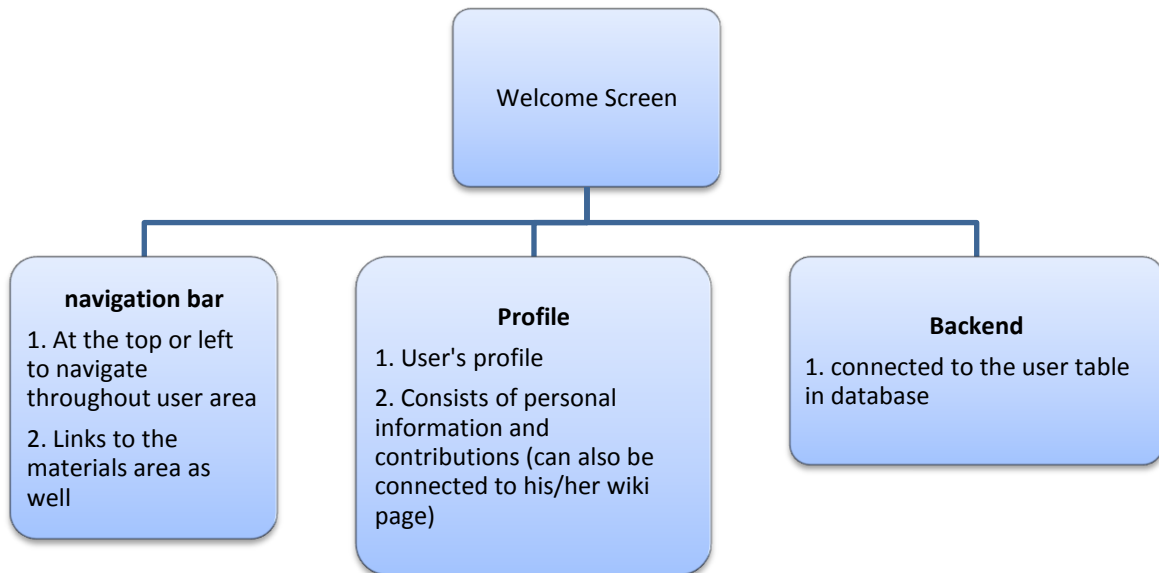 Welcome Screen
navigation bar
1. At the top or left
to navigate
throughout user area
2. Links to the
materials area as
well
Profile
1. User's profile
2. Consists of personal
information and
contributions (can also be
connected to his/her wiki
page)
Backend
1. connected to the user table
in database